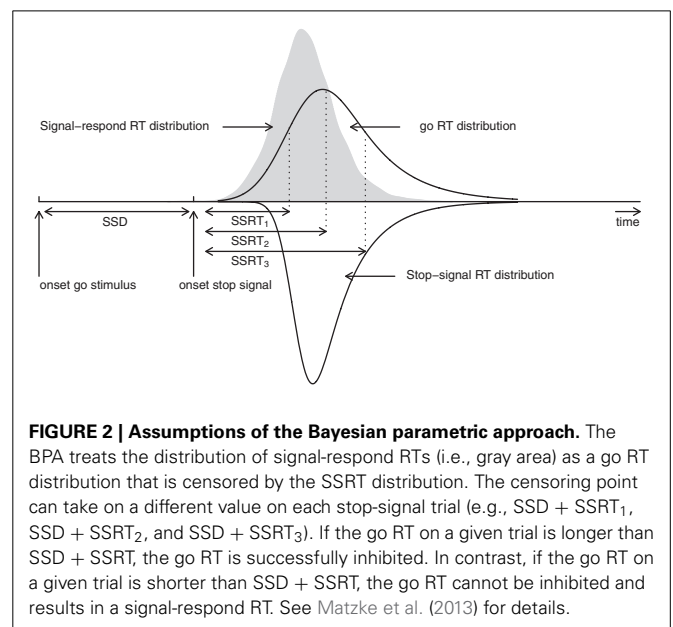 Signal−respond RT distribution
go RT distribution
SSD
SSRT1
time
SSRT2
SSRT3
Stop−signal RT distribution
onset go stimulus
onset stop signal
FIGURE 2 | Assumptions of the Bayesian parametric approach. The
BPA treats the distribution of signal-respond RTs (i.e., gray area) as a go RT
distribution that is censored by the SSRT distribution. The censoring point
can take on a different value on each stop-signal trial (e.g., SSD + SSRT1,
SSD + SSRT2, and SSD + SSRT3). If the go RT on a given trial is longer than
SSD + SSRT, the go RT is successfully inhibited. In contrast, if the go RT on
a given trial is shorter than SSD + SSRT, the go RT cannot be inhibited and
results in a signal-respond RT. See Matzke et al. (2013) for details.